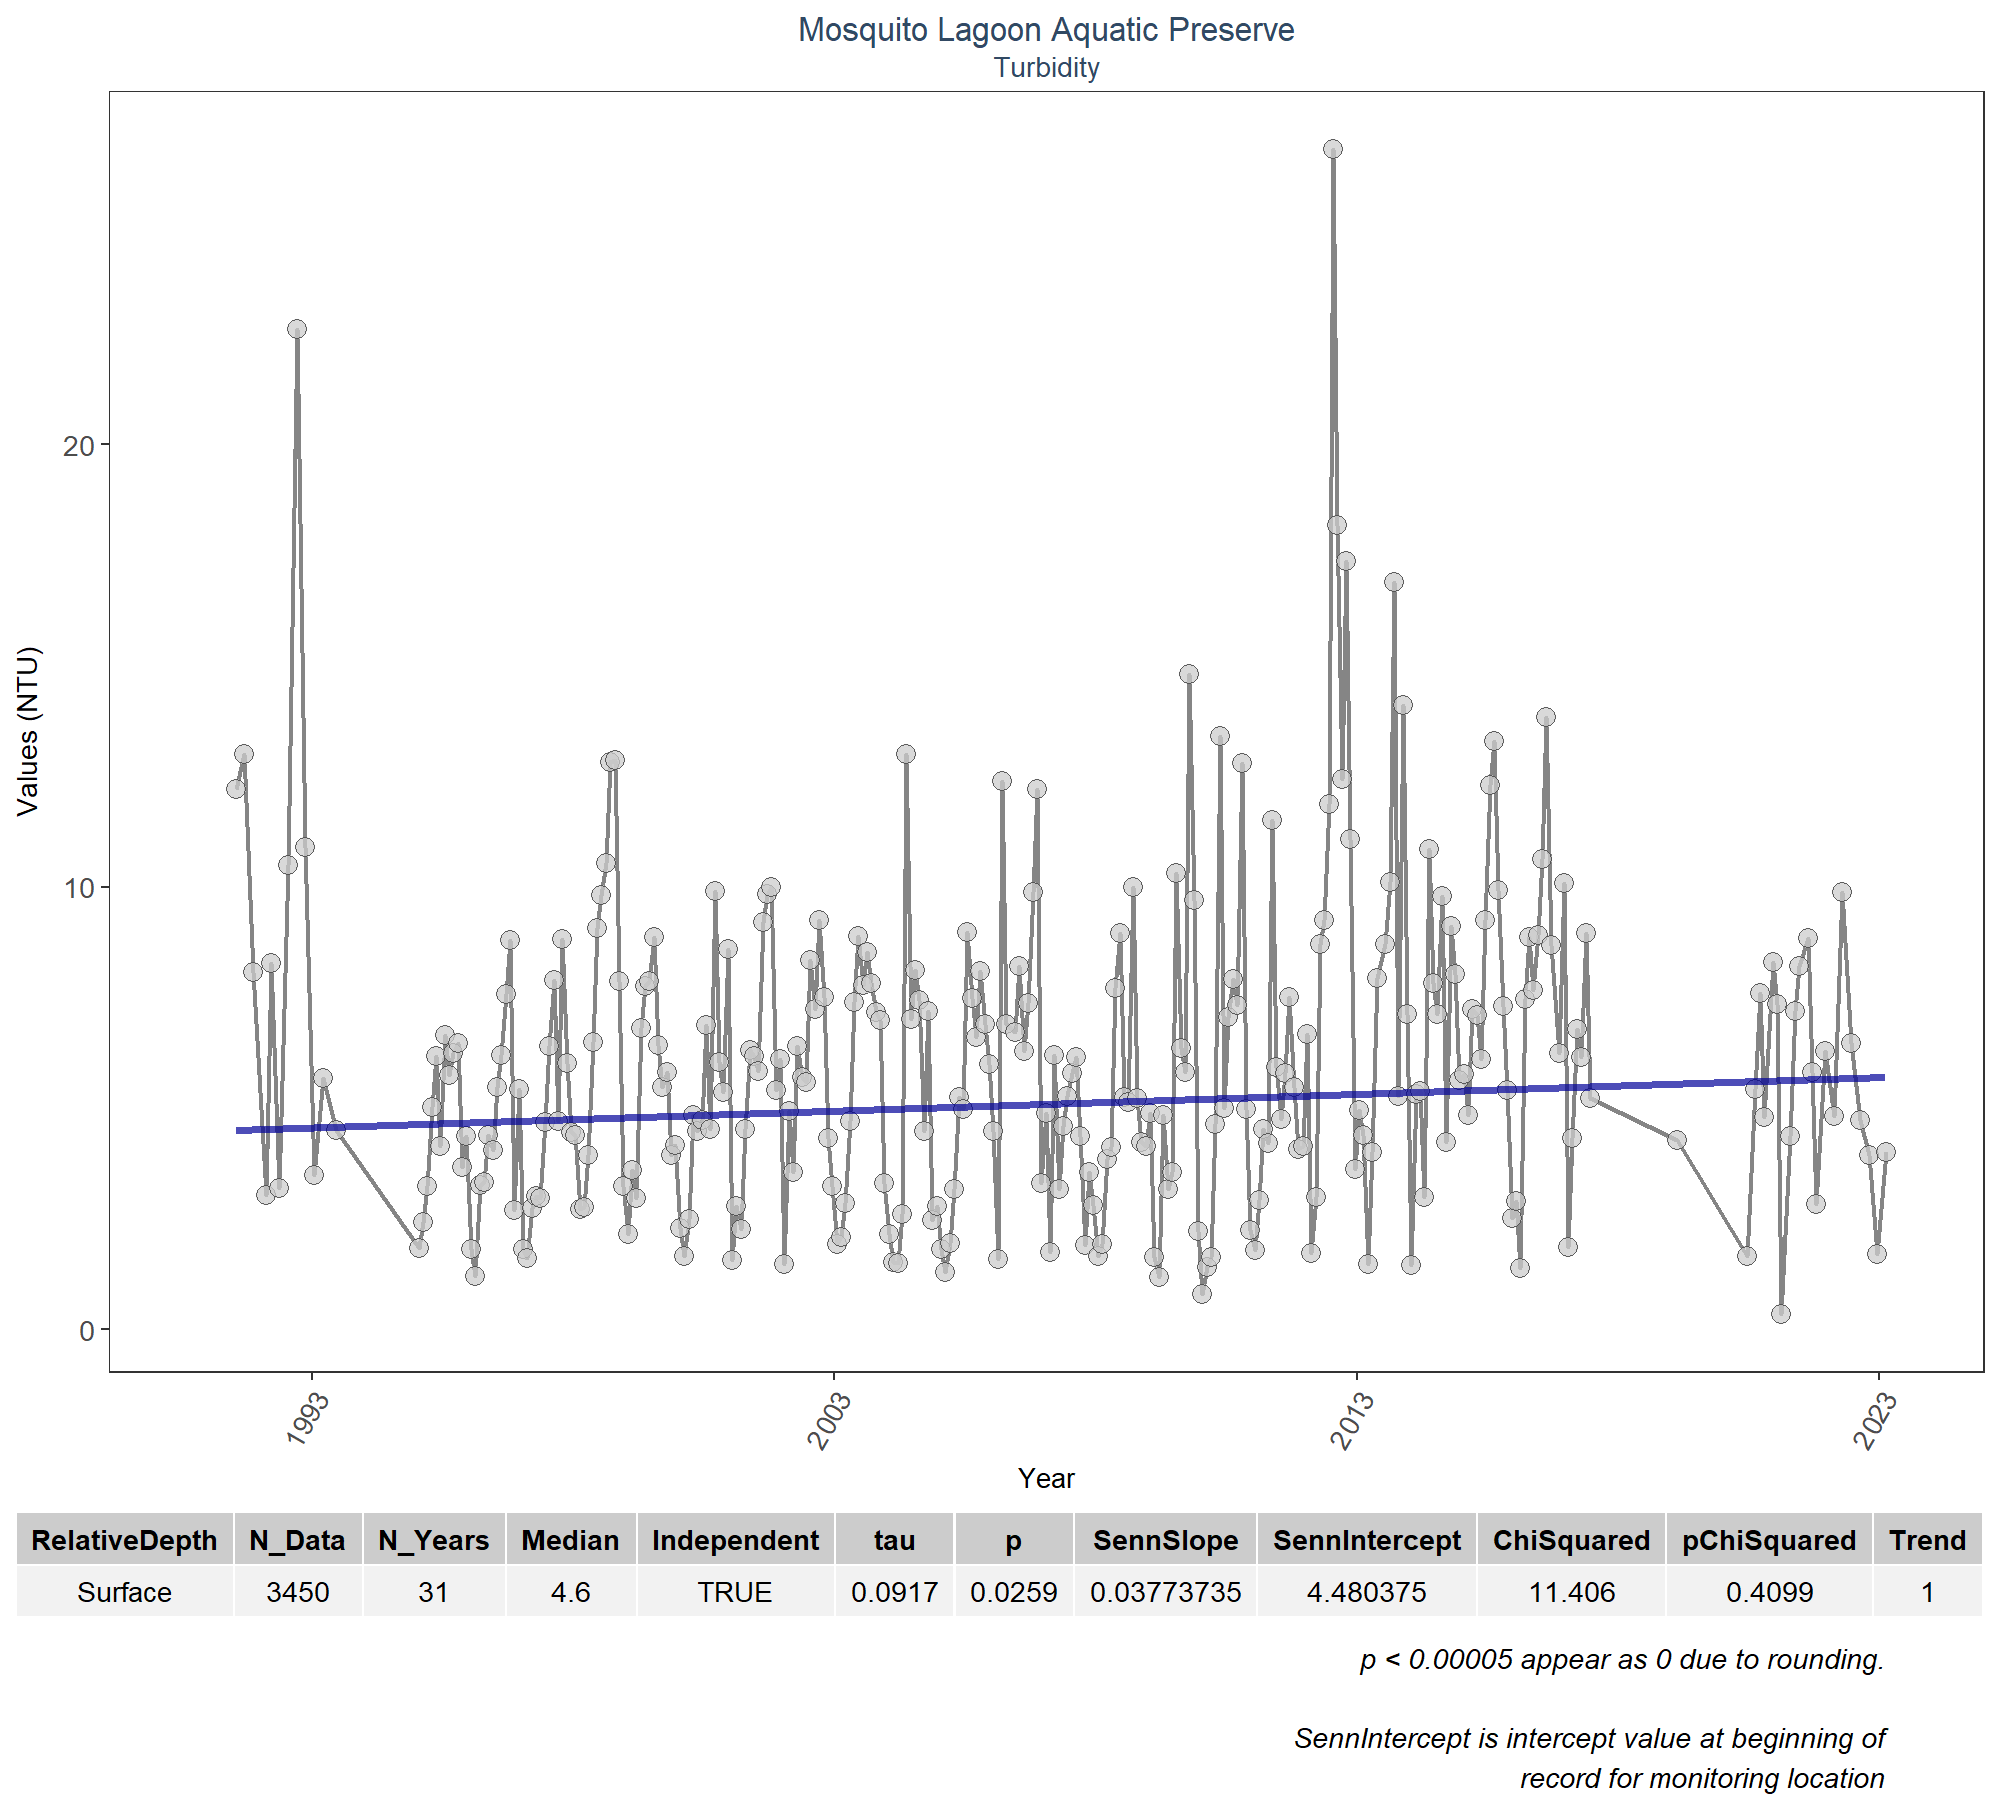 Mosquito Lagoon Aquatic Preserve
Turbidity
Values (NTU)
20
10
0
1993
2003
2013
2023
Year
RelativeDepth N_Data N_Years Median Independent tau p SennSlope SennIntercept ChiSquared pChiSquared Trend
Surface 3450 31 4.6 TRUE 0.0917 0.0259 0.03773735 4.480375 11.406 0.4099 1
p < 0.00005 appear as 0 due to rounding.
SennIntercept is intercept value at beginning of
record for monitoring location